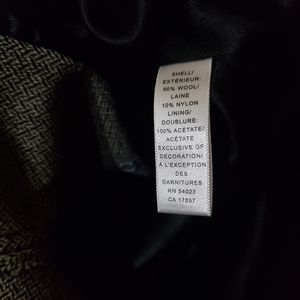 SHELL/
EXTÉRIEUR:
90% WOOL/
LAINE
10% NYLON
LINING/
DOUBLURE:
100% ACETATE/
ACÉTATE
EXCLUSIVE OF
DECORATION/
À L'EXCEPTION
DES
GARNITURES
RN 54023
CA 17897